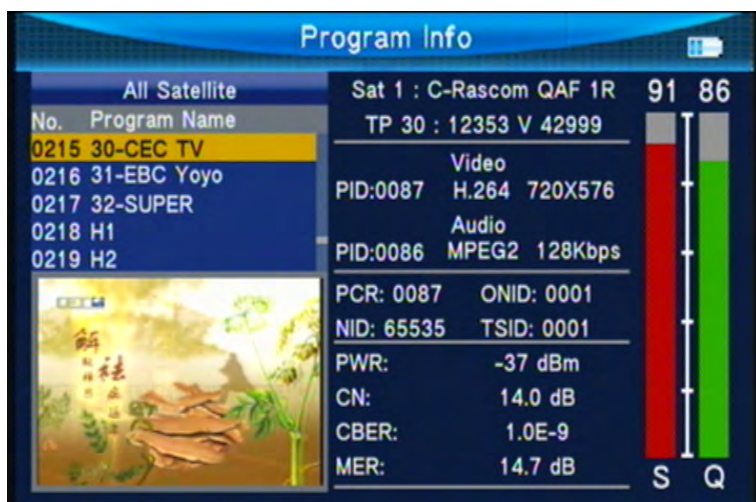 Program Info
All Satellite
No. Program Name
0215 30-CEC TV
0216 31-EBC Yoyo
0217 32-SUPER
0218 H1
0219 H2
Sat 1 : C-Rascom QAF 1R
TP 30 : 12353 V 42999
Video
PID:0087 H.264 720X576
Audio
PID:0086 MPEG2 128Kbps
PCR: 0087 ONID: 0001
NID: 65535 TSID: 0001
PWR: -37 dBm
CN: 14.0 dB
CBER: 1.0E-9
MER: 14.7 dB
91 86
S Q